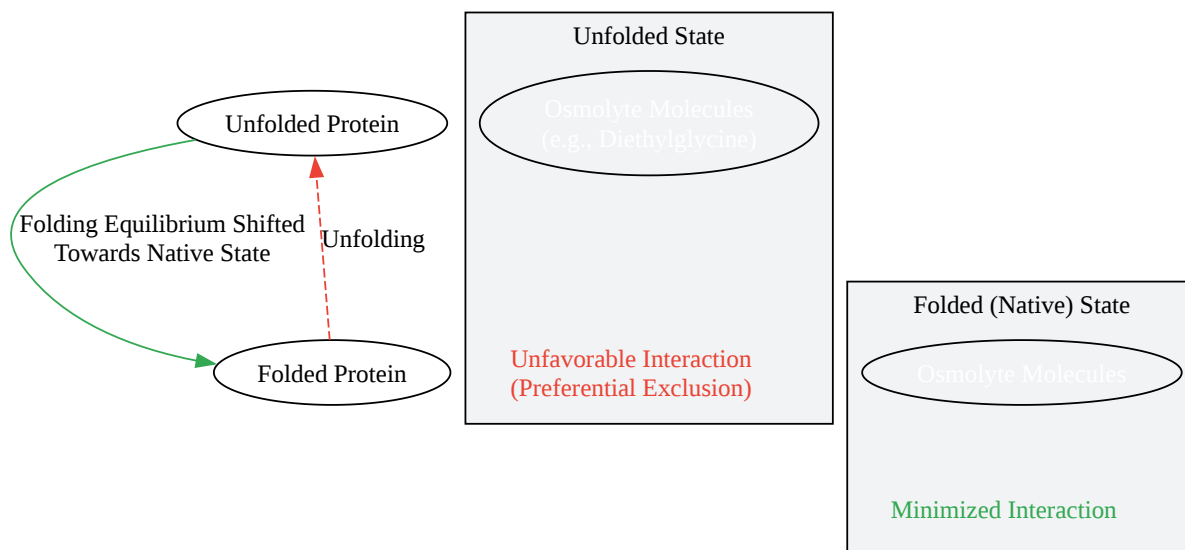 Unfolded State
Osmolyte Molecules
(e.g., Diethylglycine)
Unfolded Protein
Folding Equilibrium Shifted
Towards Native State
Unfolding
Folded (Native) State
Unfavorable Interaction
(Preferential Exclusion)
Folded Protein
Osmolyte Molecules
Minimized Interaction